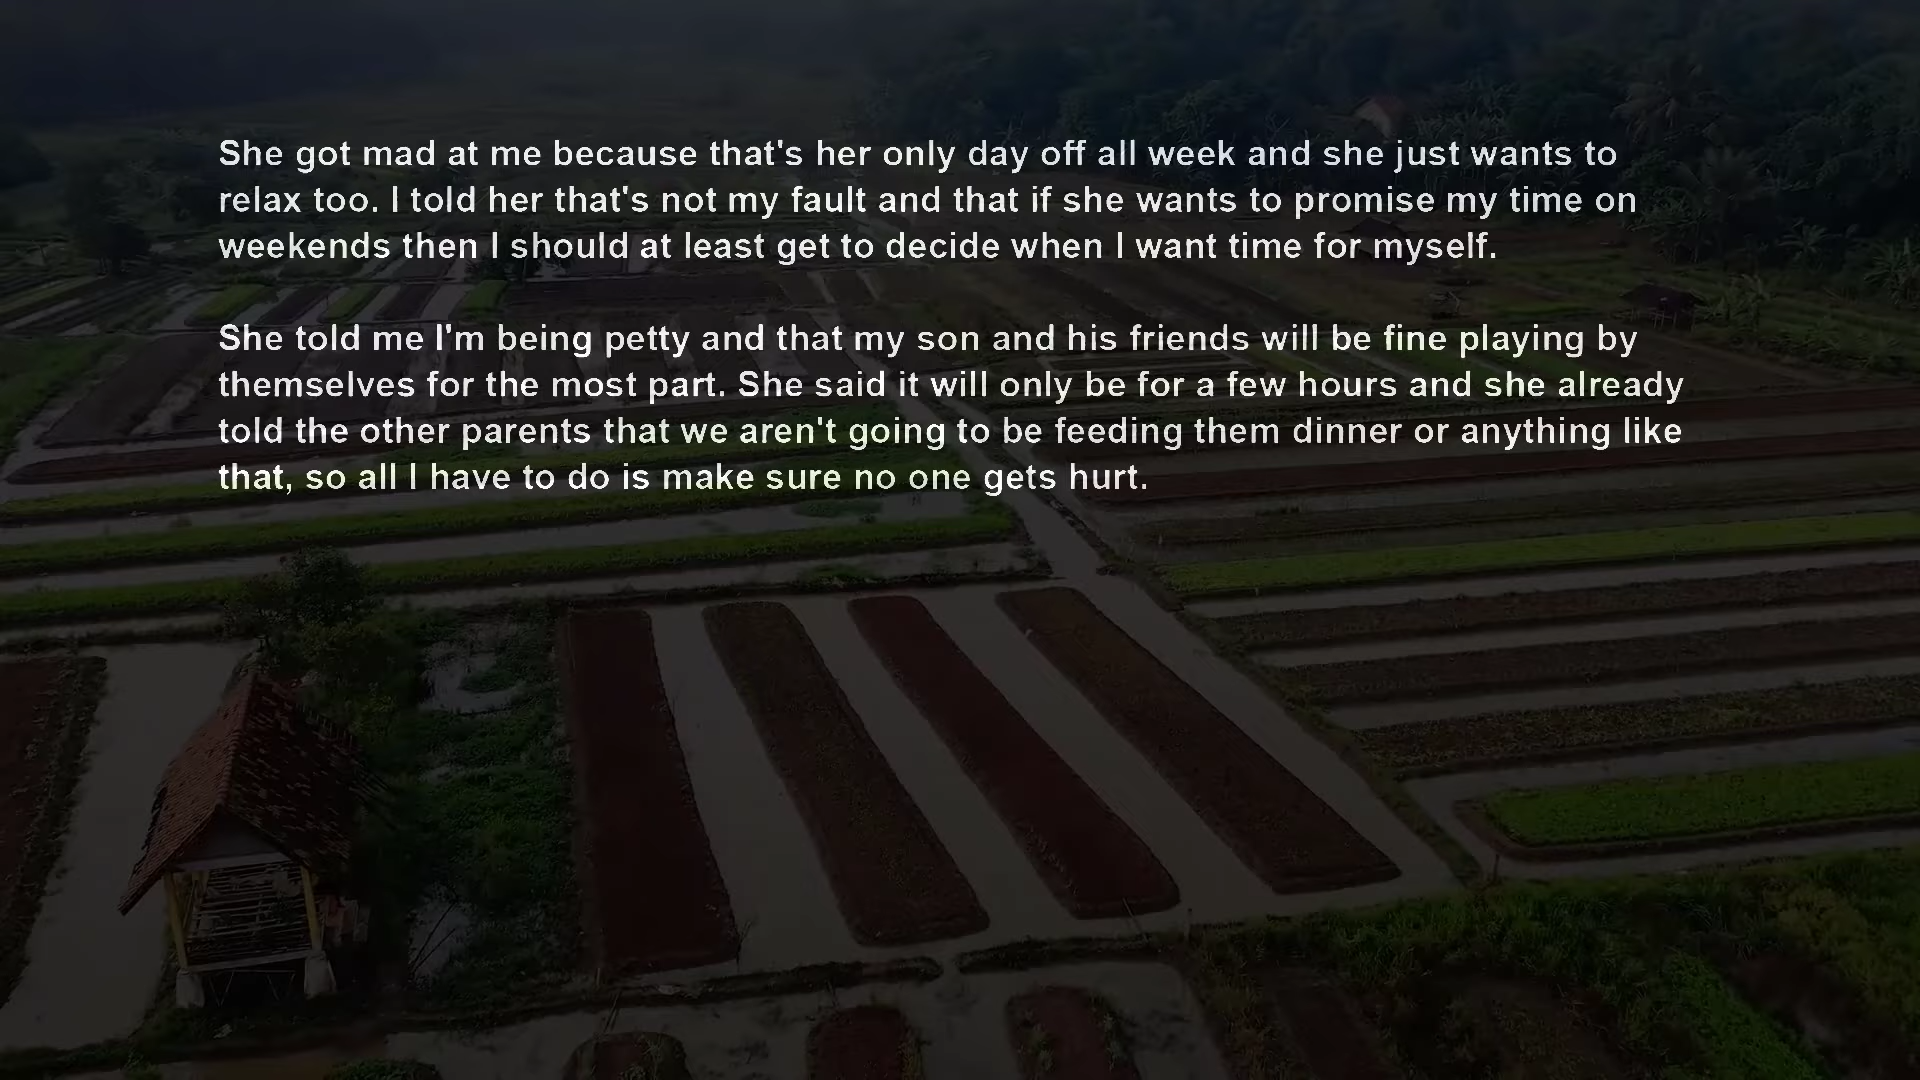 She got mad at me because that's her only day off all week and she just wants to
relax too. I told her that's not my fault and that if she wants to promise my time on
weekends then I should at least get to decide when I want time for myself.
She told me I'm being petty and that my son and his friends will be fine playing by
themselves for the most part. She said it will only be for a few hours and she already
told the other parents that we aren't going to be feeding them dinner or anything like
that, so all I have to do is make sure no one gets hurt.